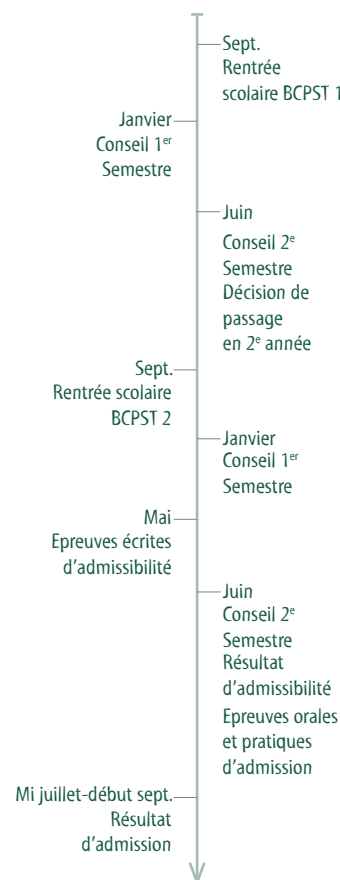 Sept.
Rentrée
scolaire BCPST 1
Janvier
Conseil 1er
Semestre
Juin
Conseil 2e
Semestre
Décision de
passage
en 2e année
Sept.
Rentrée scolaire
BCPST 2
Janvier
Conseil 1er
Semestre
Mai
Epreuves écrites
d'admissibilité
Juin
Conseil 2e
Semestre
Résultat
d'admissibilité
Epreuves orales
et pratiques
d'admission
Mi juillet-début sept.
Résultat
d'admission